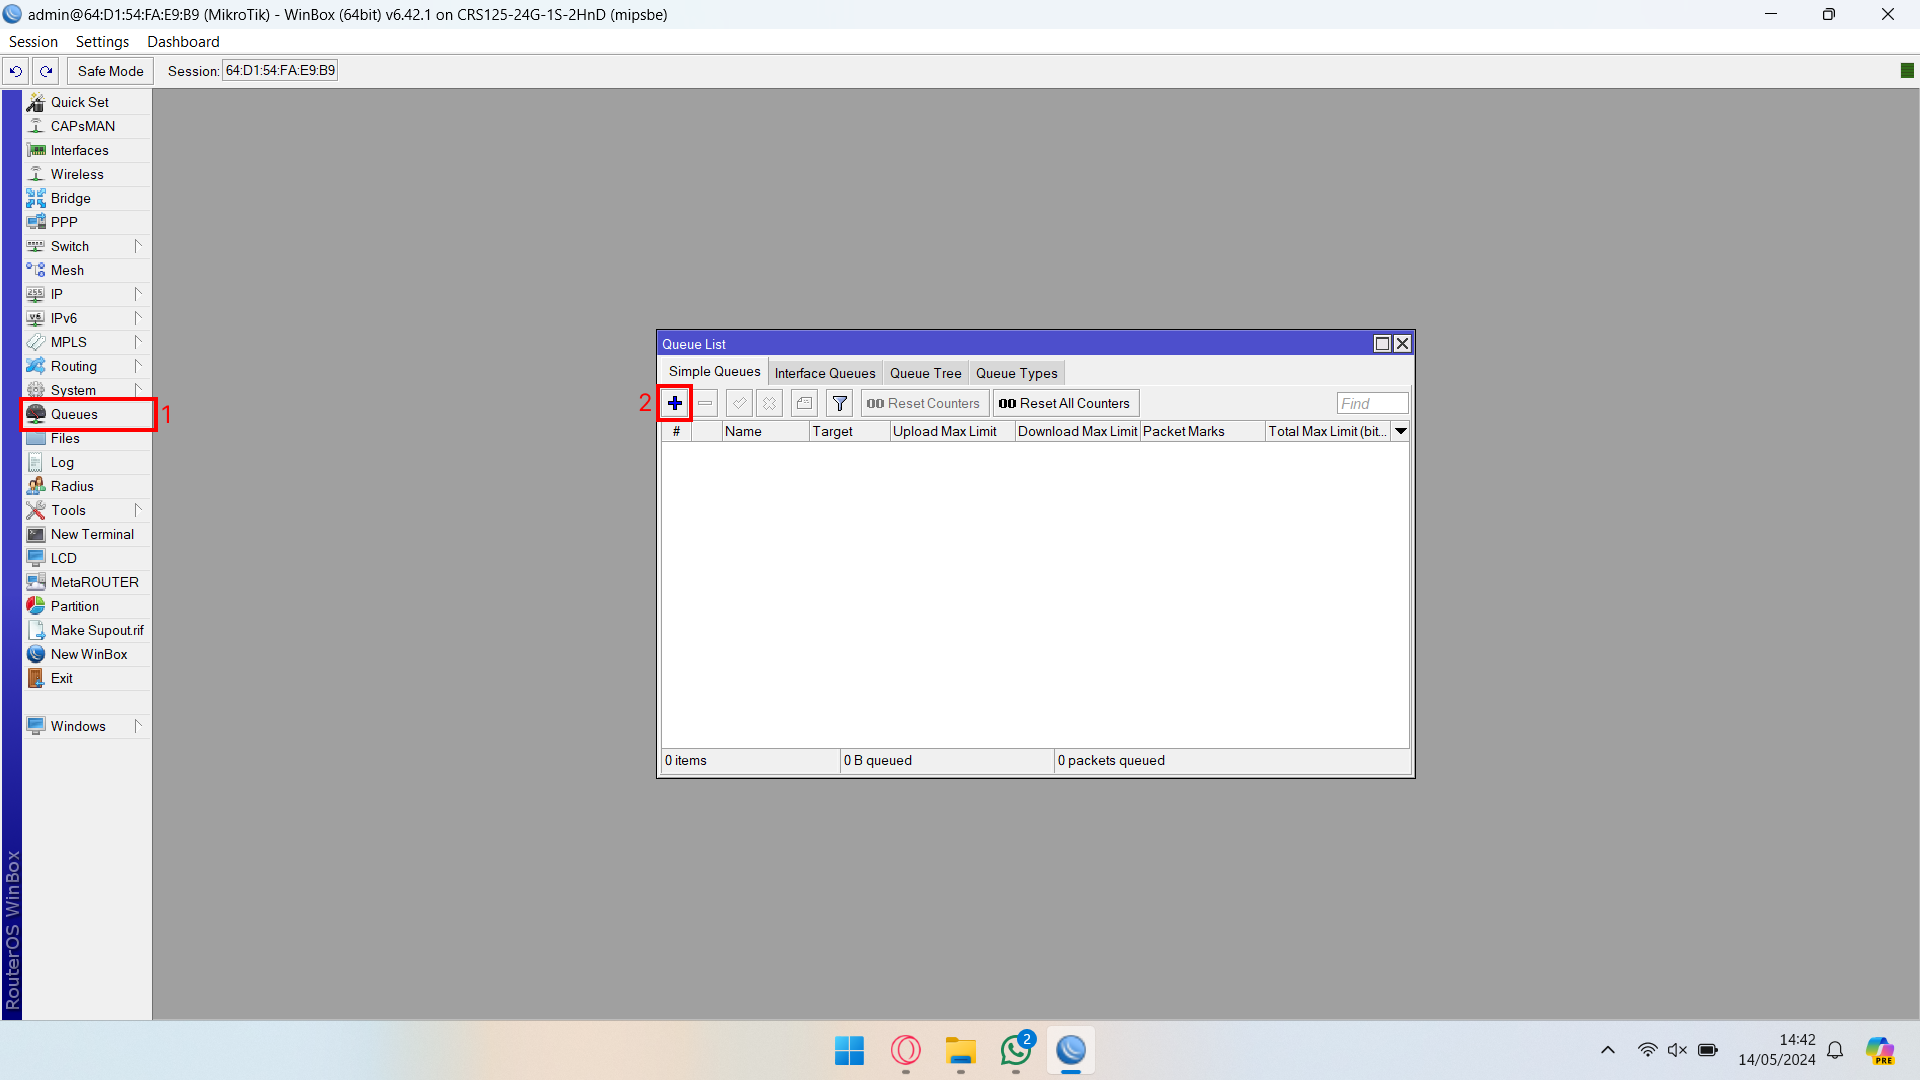 admin@64:D1:54:FA:E9:B9 (MikroTik) - WinBox (64bit) v6.42.1 on CRS125-24G-1S-2HnD (mipsbe)
Session Settings Dashboard
Safe Mode Session: 64:D1:54:FA:E9:B9
Quick Set
CAPsMAN
Interfaces
Wireless
Bridge
PPP
Switch
Mesh
IP
IPv6
MPLS
Routing
System
Queues 1
Files
Log
Radius
Tools
New Terminal
LCD
MetaROUTER
Partition
Make Supout.rif
New WinBox
Exit
Windows
RouterOS WinBox
Queue List
Simple Queues Interface Queues Queue Tree Queue Types
2 00 Reset Counters 00 Reset All Counters Find
# Name Target Upload Max Limit Download Max Limit Packet Marks Total Max Limit (bit...
0 items 0 B queued 0 packets queued
2
14:42
14/05/2024
PRE